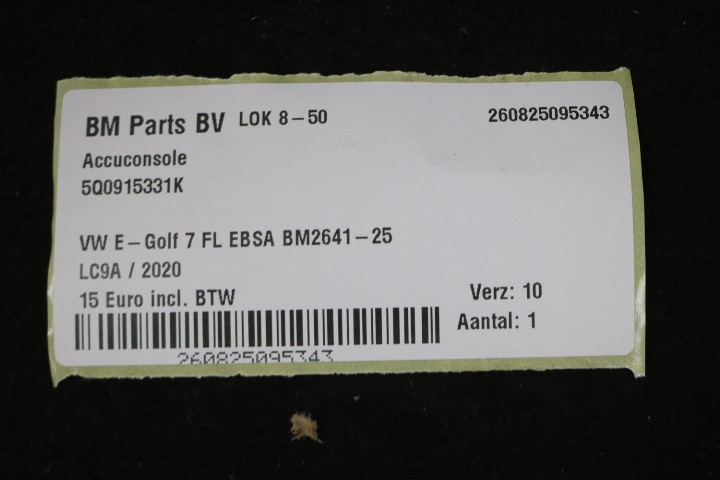 BM Parts BV LOK 8-50 260825095343
Accuconsole
5Q0915331K
VW E-Golf 7 FL EBSA BM2641-25
LC9A / 2020
15 Euro incl. BTW Verz: 10
Aantal: 1
260825095343